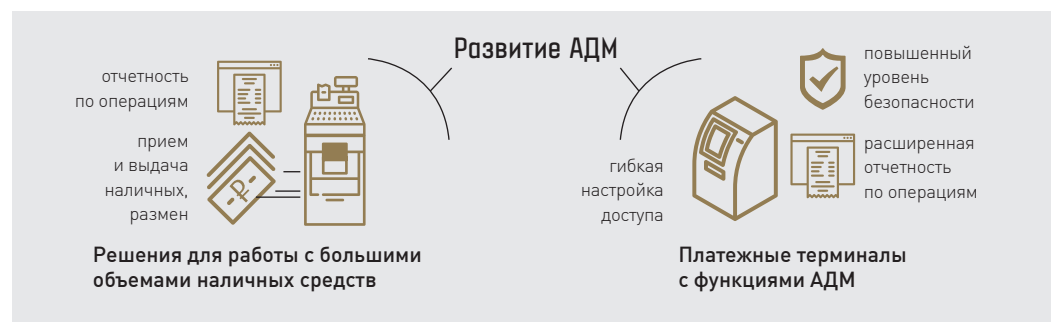 Развитие АДМ
отчетность
по операциям
прием
и выдача
наличных,
размен
Решения для работы с большими
объемами наличных средств
повышенный
уровень
безопасности
расширенная
отчетность
по операциям
гибкая
настройка
доступа
Платежные терминалы
с функциями АДМ